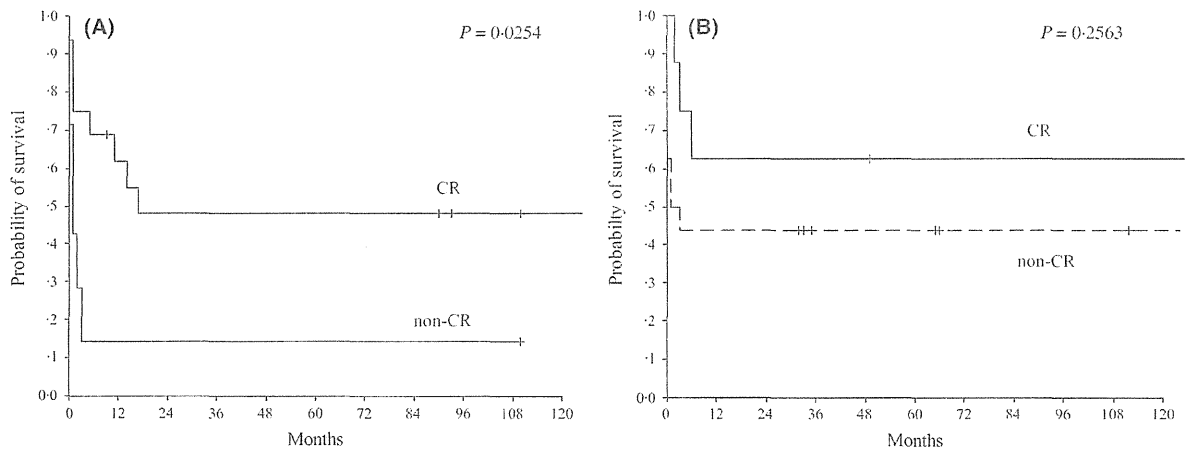 (A)
P = 0·0254
Probability of survival
1·0
·9
·8
·7
·6
·5
·4
·3
·2
·1
0·0
CR
non-CR
0 12 24 36 48 60 72 84 96 108 120
Months
(B)
P = 0·2563
Probabilty of survival
1·0
·9
·8
·7
·6
·5
·4
·3
·2
·1
0·0
CR
non-CR
0 12 24 36 48 60 72 84 96 108 120
Months